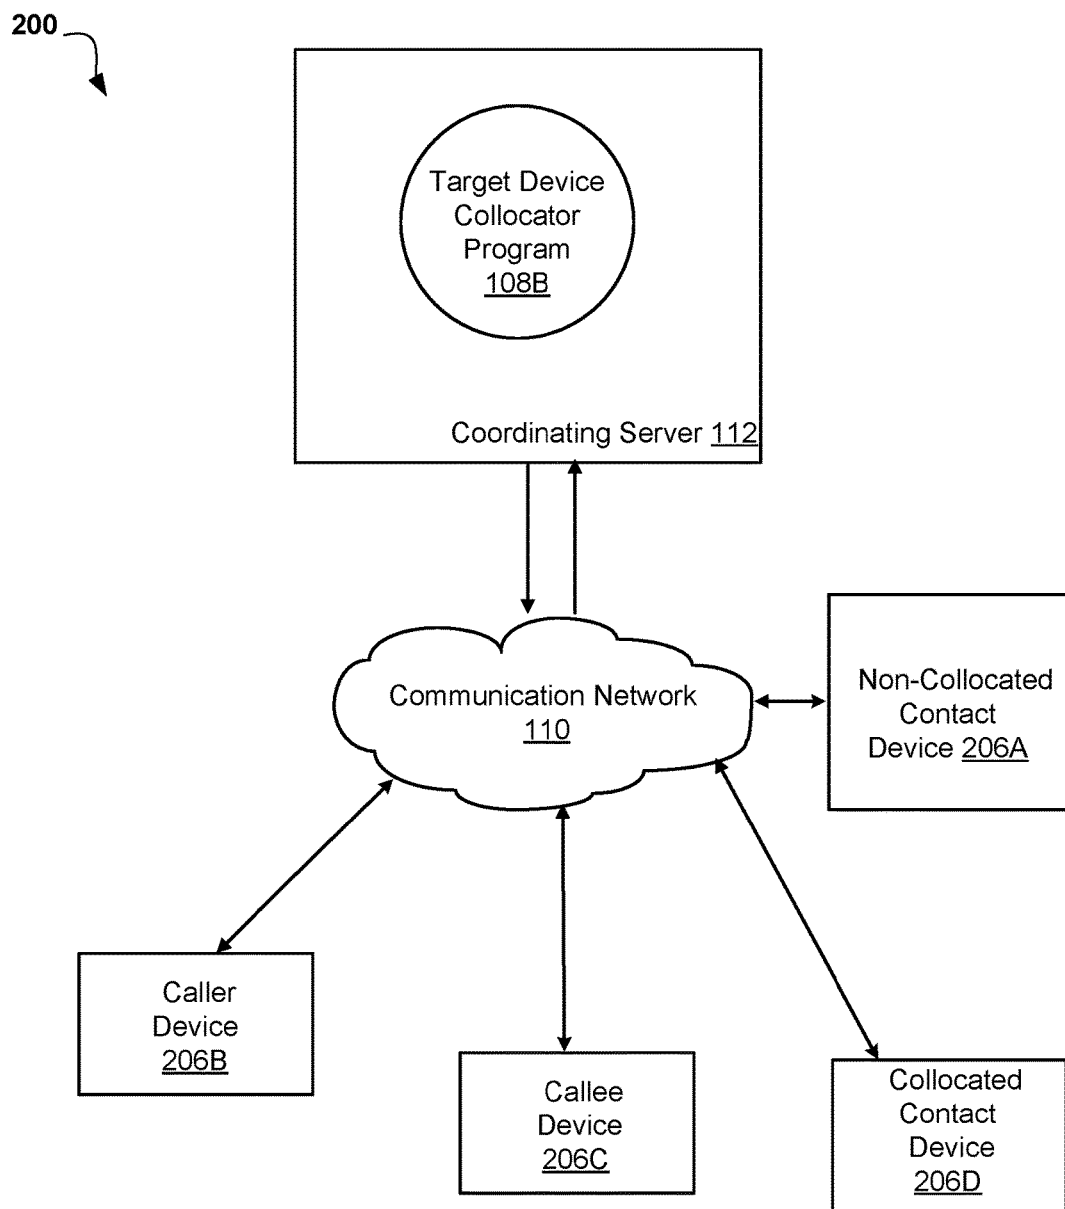 200
Target Device
Collocator
Program
108B
Coordinating Server 112
Communication Network
110
Non-Collocated
Contact
Device 206A
Caller
Device
206B
Callee
Device
206C
Collocated
Contact
Device
206D